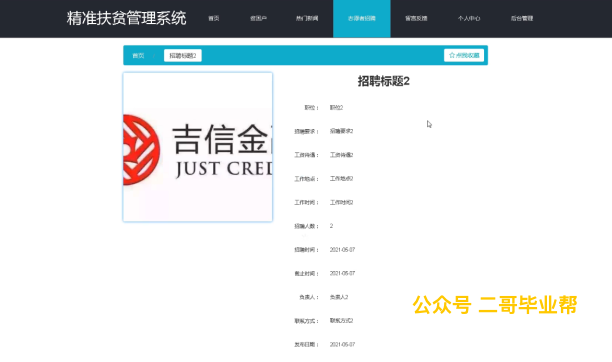 精准扶贫管理系统 首页 贫困户 热门新闻 志愿者招聘 留言反馈 个人中心 后台管理
首页 招聘标题2 ☆点我收藏
招聘标题2
吉信金
JUST CRED
职位： 职位2
招聘要求： 招聘要求2
工资待遇： 工资待遇2
工作地点： 工作地点2
工作时间： 工作时间2
招聘人数： 2
招聘时间： 2021-05-07
截止时间： 2021-05-07
负责人： 负责人2
联系方式： 联系方式2
发布日期： 2021-05-07
公众号 二哥毕业帮